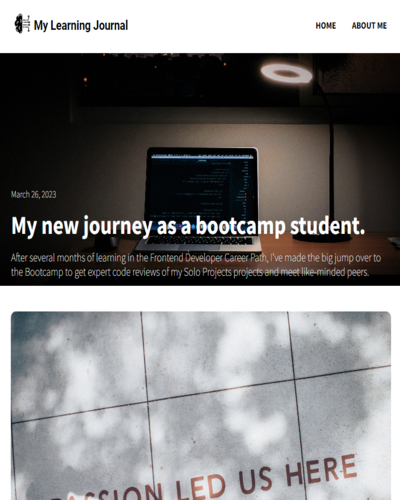 My Learning Journal
HOME ABOUT ME
March 26, 2023
My new journey as a bootcamp student.
After several months of learning in the Frontend Developer Career Path, I've made the big jump over to
the Bootcamp to get expert code reviews of my Solo Projects projects and meet like-minded peers.
PASSION LED US HERE